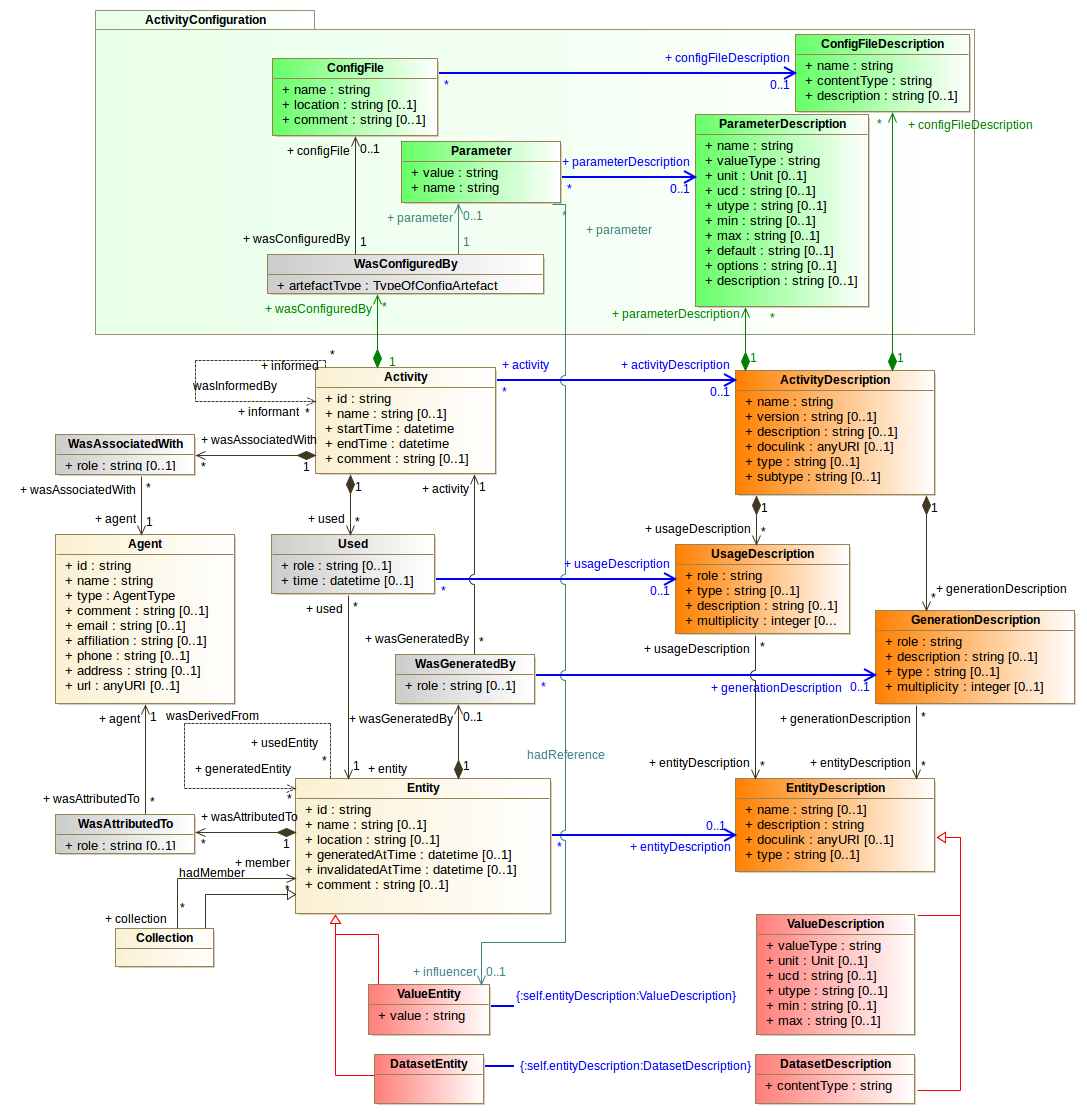 ActivityConfiguration
ConfigFileDescription
+ name : string
+ contentType : string
+ description : string [0..1]
+ configFileDescription
*
0..1
ConfigFile
+ name : string
+ location : string [0..1]
+ comment : string [0..1]
+ configFile
0..1
Parameter
+ value : string
+ name : string
+ parameterDescription
*
0..1
ParameterDescription
+ name : string
+ valueType : string
+ unit : Unit [0..1]
+ ucd : string [0..1]
+ utype : string [0..1]
+ min : string [0..1]
+ max : string [0..1]
+ default : string [0..1]
+ options : string [0..1]
+ description : string [0..1]
*
+ configFileDescription
+ parameter
0..1
*
+ parameter
+ wasConfiguredBy
1
1
WasConfiguredBy
+ artefactType : TypeOfConfigArtefact
+ wasConfiguredBy
*
+ parameterDescription
*
1
1
1
*
+ informed
wasInformedBy
+ informant
*
Activity
+ id : string
+ name : string [0..1]
+ startTime : datetime
+ endTime : datetime
+ comment : string [0..1]
+ activity
*
+ activityDescription
0..1
ActivityDescription
+ name : string
+ version : string [0..1]
+ description : string [0..1]
+ doculink : anyURI [0..1]
+ type : string [0..1]
+ subtype : string [0..1]
WasAssociatedWith
+ role : string [0..1]
+ wasAssociatedWith
*
1
+ wasAssociatedWith
*
+ agent
1
1
+ used
*
+ activity
1
1
+ usageDescription
*
1
+ generationDescription
*
Agent
+ id : string
+ name : string
+ type : AgentType
+ comment : string [0..1]
+ email : string [0..1]
+ affiliation : string [0..1]
+ phone : string [0..1]
+ address : string [0..1]
+ url : anyURI [0..1]
Used
+ role : string [0..1]
+ time : datetime [0..1]
*
+ usageDescription
0..1
UsageDescription
+ role : string
+ type : string [0..1]
+ description : string [0..1]
+ multiplicity : integer [0...
+ used
*
+ wasGeneratedBy
*
WasGeneratedBy
+ role : string [0..1]
*
+ generationDescription
0..1
GenerationDescription
+ role : string
+ description : string [0..1]
+ type : string [0..1]
+ multiplicity : integer [0..1]
+ usageDescription
*
+ agent
1
wasDerivedFrom
+ usedEntity
*
+ generatedEntity
*
+ wasGeneratedBy
0..1
1
1
+ entity
hadReference
+ generationDescription
*
+ entityDescription
*
+ entityDescription
*
+ wasAttributedTo
*
WasAttributedTo
+ role : string [0..1]
+ wasAttributedTo
*
1
Entity
+ id : string
+ name : string [0..1]
+ location : string [0..1]
+ generatedAtTime : datetime [0..1]
+ invalidatedAtTime : datetime [0..1]
+ comment : string [0..1]
*
0..1
+ entityDescription
EntityDescription
+ name : string [0..1]
+ description : string
+ doculink : anyURI [0..1]
+ type : string [0..1]
+ member
hadMember
*
*
+ collection
Collection
+ influencer
0..1
ValueEntity
+ value : string
{:self.entityDescription:ValueDescription}
ValueDescription
+ valueType : string
+ unit : Unit [0..1]
+ ucd : string [0..1]
+ utype : string [0..1]
+ min : string [0..1]
+ max : string [0..1]
DatasetEntity
{:self.entityDescription:DatasetDescription}
DatasetDescription
+ contentType : string